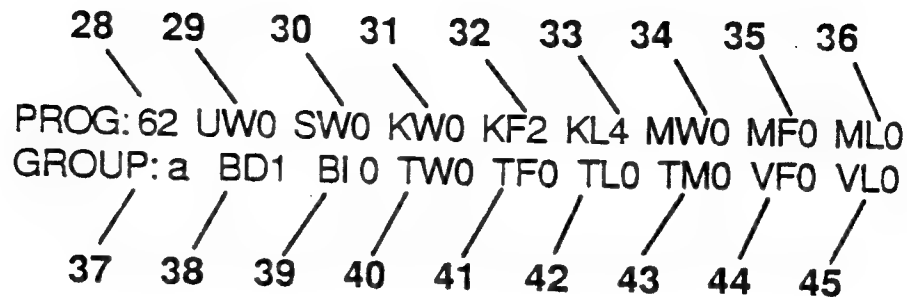 28 29 30 31 32 33 34 35 36
PROG: 62 UW0 SW0 KW0 KF2 KL4 MW0 MF0 ML0
GROUP: a BD1 BI 0 TW0 TF0 TL0 TM0 VF0 VL0
37 38 39 40 41 42 43 44 45